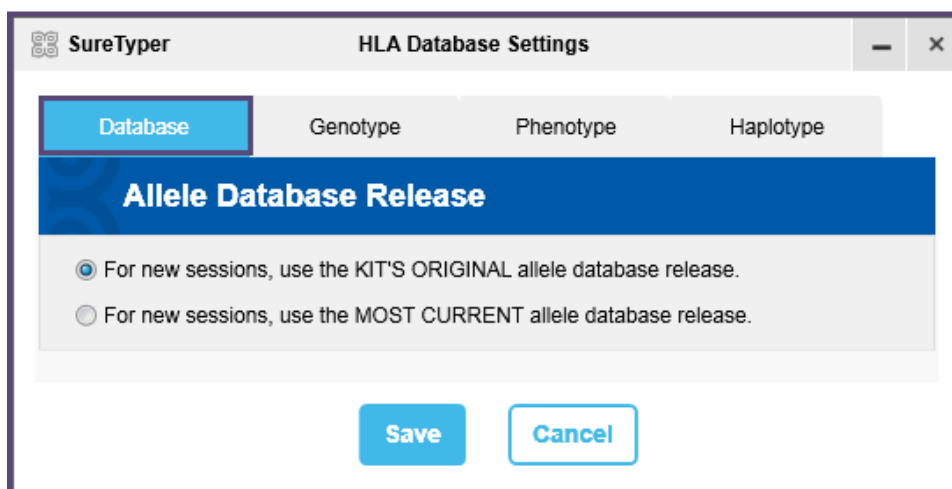 SureTyper
HLA Database Settings
Database
Genotype
Phenotype
Haplotype
Allele Database Release
For new sessions, use the KIT'S ORIGINAL allele database release.
For new sessions, use the MOST CURRENT allele database release.
Save
Cancel